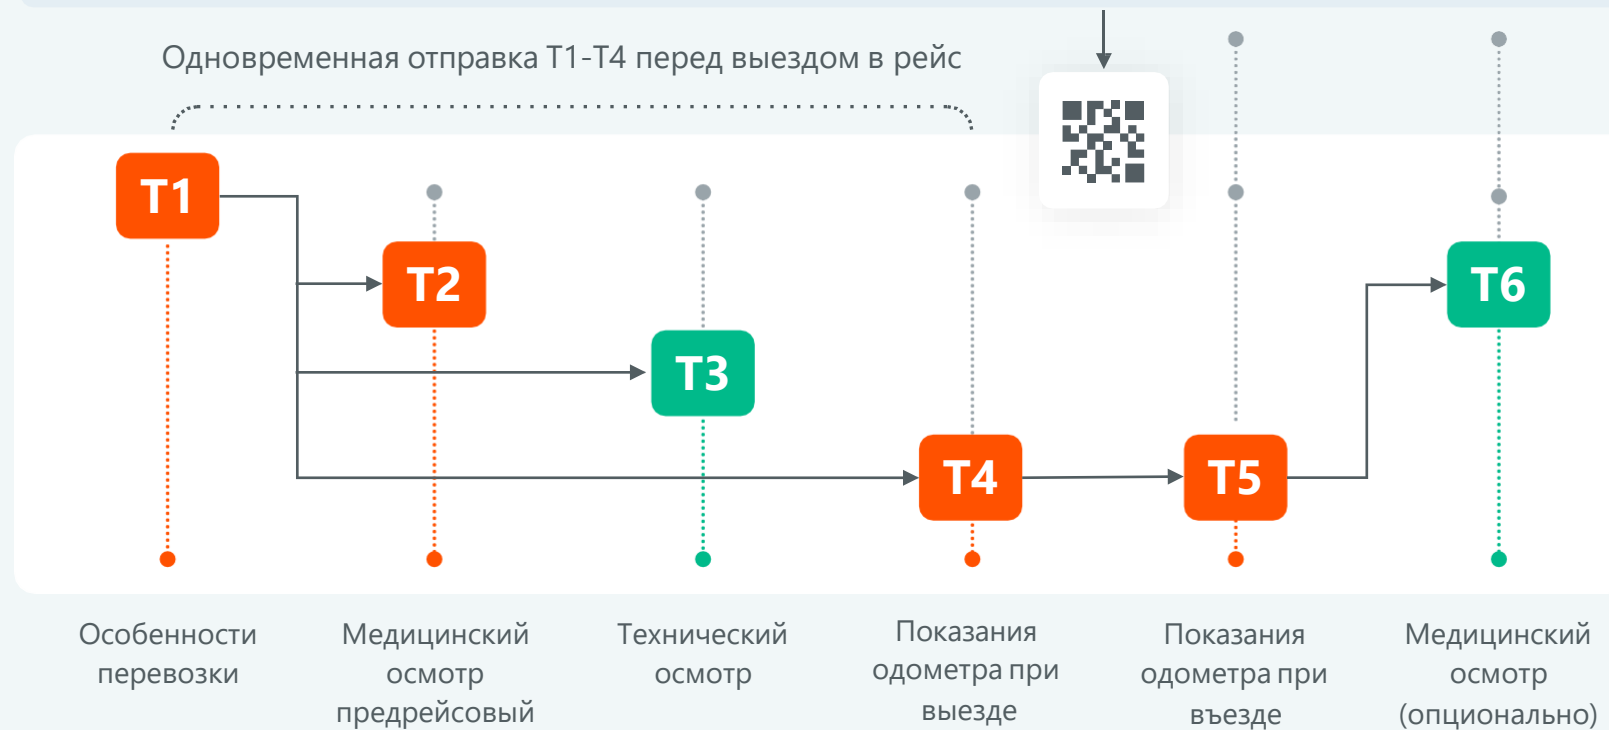 Одновременная отправка Т1-Т4 перед выездом в рейс
Т1
Т2
Т3
Т4
Т5
Т6
Особенности
перевозки
Медицинский
осмотр
предрейсовый
Технический
осмотр
Показания
одометра при
выезде
Показания
одометра при
въезде
Медицинский
осмотр
(опционально)